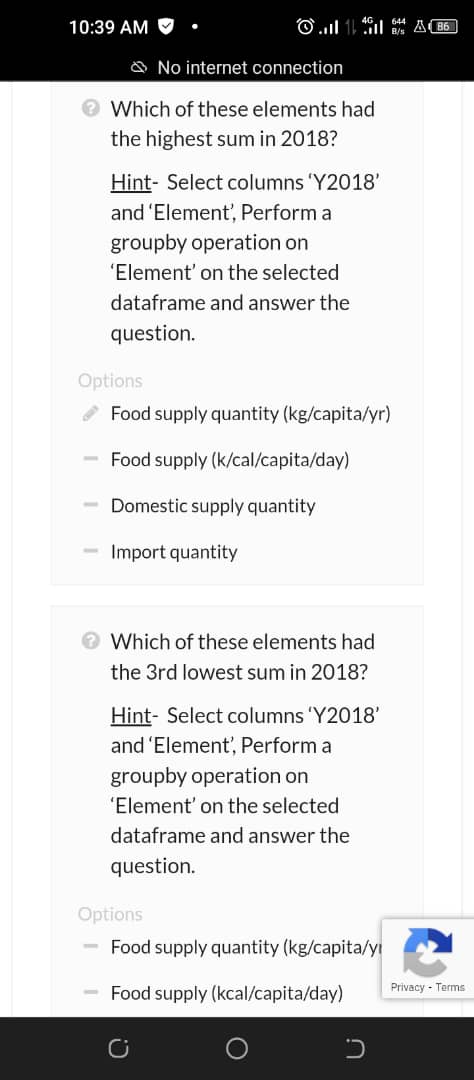 10:39 AM
4G 644 B/s 86
No internet connection
Which of these elements had
the highest sum in 2018?
Hint- Select columns ‘Y2018’
and ‘Element’, Perform a
groupby operation on
‘Element’ on the selected
dataframe and answer the
question.
Options
Food supply quantity (kg/capita/yr)
Food supply (k/cal/capita/day)
Domestic supply quantity
Import quantity
Which of these elements had
the 3rd lowest sum in 2018?
Hint- Select columns ‘Y2018’
and ‘Element’, Perform a
groupby operation on
‘Element’ on the selected
dataframe and answer the
question.
Options
Food supply quantity (kg/capita/y
Food supply (kcal/capita/day)
Privacy - Terms